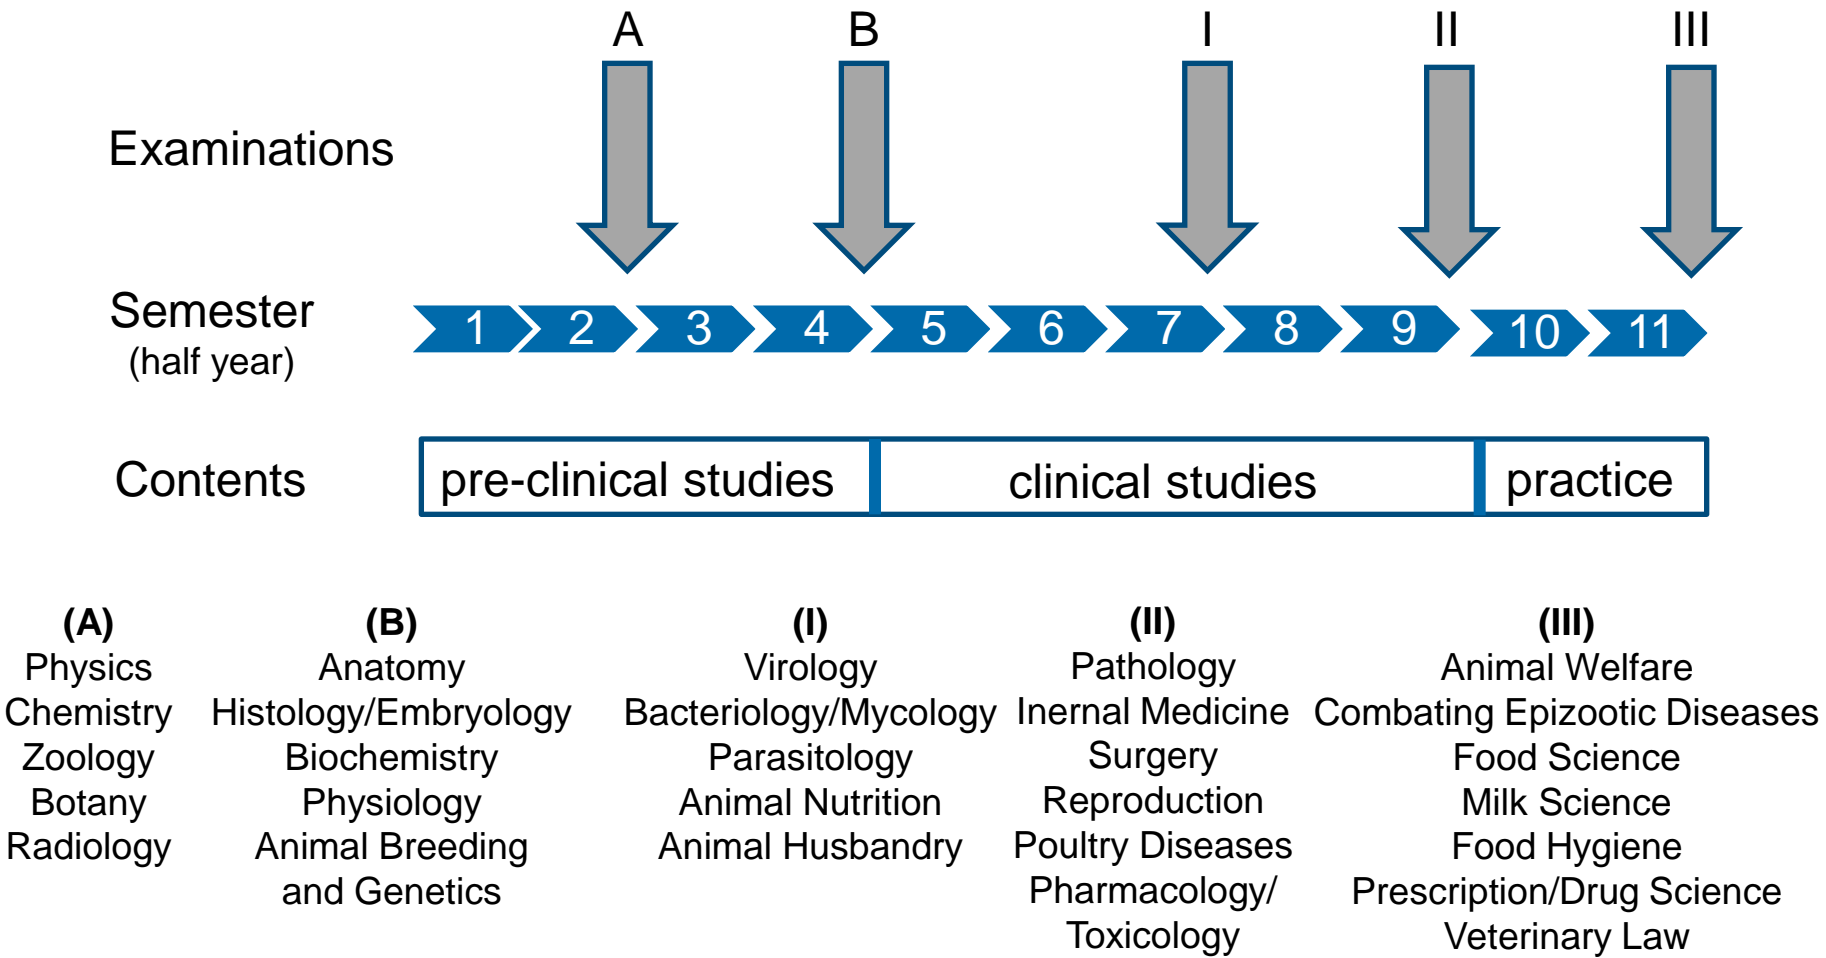 A B I II III
Examinations
Semester
(half year)
1 2 3 4 5 6 7 8 9 10 11
Contents
pre-clinical studies clinical studies practice
(A)
Physics
Chemistry
Zoology
Botany
Radiology
(B)
Anatomy
Histology/Embryology
Biochemistry
Physiology
Animal Breeding
and Genetics
(I)
Virology
Bacteriology/Mycology
Parasitology
Animal Nutrition
Animal Husbandry
(II)
Pathology
Inernal Medicine
Surgery
Reproduction
Poultry Diseases
Pharmacology/
Toxicology
(III)
Animal Welfare
Combating Epizootic Diseases
Food Science
Milk Science
Food Hygiene
Prescription/Drug Science
Veterinary Law